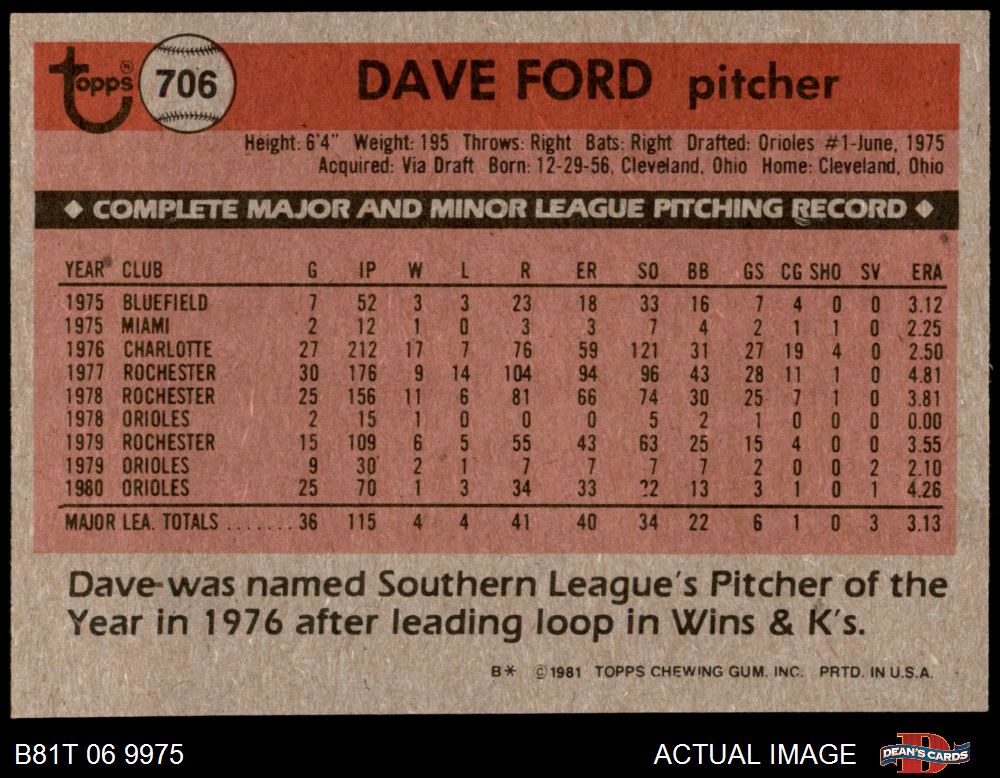 Topps® 706 DAVE FORD pitcher
Height: 6'4" Weight: 195 Throws: Right Bats: Right Drafted: Orioles #1-June, 1975
Acquired: Via Draft Born: 12-29-56, Cleveland, Ohio Home: Cleveland, Ohio
◆ COMPLETE MAJOR AND MINOR LEAGUE PITCHING RECORD ◆
YEAR CLUB G IP W L R ER SO BB GS CG SHO SV ERA
1975 BLUEFIELD 7 52 3 3 23 18 33 16 7 4 0 0 3.12
1975 MIAMI 2 12 1 0 3 3 7 4 2 1 1 0 2.25
1976 CHARLOTTE 27 212 17 7 76 59 121 31 27 19 4 0 2.50
1977 ROCHESTER 30 176 9 14 104 94 96 43 28 11 1 0 4.81
1978 ROCHESTER 25 156 11 6 81 66 74 30 25 7 1 0 3.81
1978 ORIOLES 2 15 1 0 0 0 5 2 1 0 0 0 0.00
1979 ROCHESTER 15 109 6 5 55 43 63 25 15 4 0 0 3.55
1979 ORIOLES 9 30 2 1 7 7 7 7 2 0 0 2 2.10
1980 ORIOLES 25 70 1 3 34 33 22 13 3 1 0 1 4.26
MAJOR LEA. TOTALS ....... 36 115 4 4 41 40 34 22 6 1 0 3 3.13
Dave was named Southern League's Pitcher of the
Year in 1976 after leading loop in Wins & K's.
B* ©1981 TOPPS CHEWING GUM. INC. PRTD. IN U.S.A.
B81T 06 9975 ACTUAL IMAGE DEAN'S CARDS